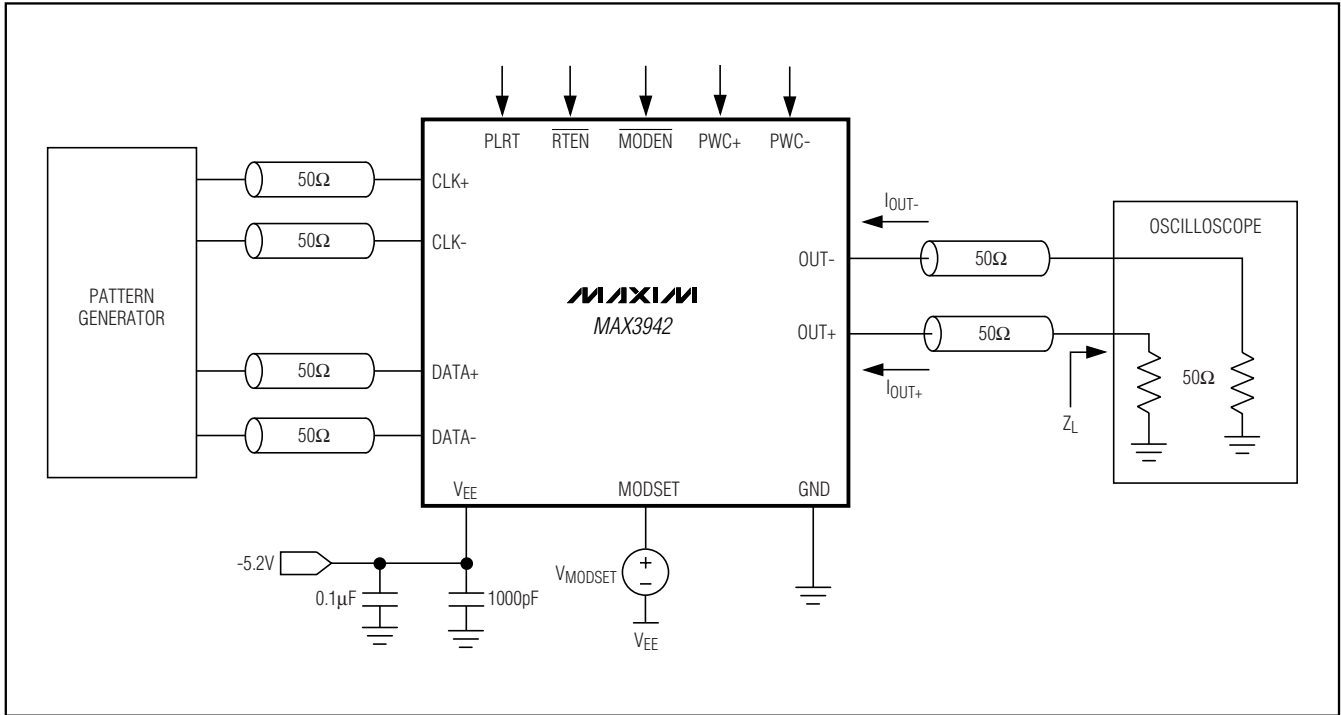 PLRT RTEN MODEN PWC+ PWC-
50Ω CLK+
50Ω CLK-
PATTERN
GENERATOR
50Ω DATA+
50Ω DATA-
MAXIM
MAX3942
IOUT-
OUT- 50Ω
OUT+ 50Ω
IOUT+
OSCILLOSCOPE
50Ω
ZL
VEE MODSET GND
-5.2V
0.1µF 1000pF
VMODSET + -
VEE